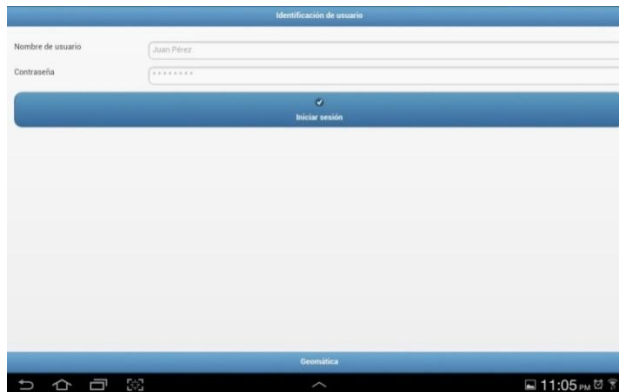 Identificación de usuario
Nombre de usuario
Juan Pérez
Contraseña
********
Iniciar sesión
Geomática
11:05 PM